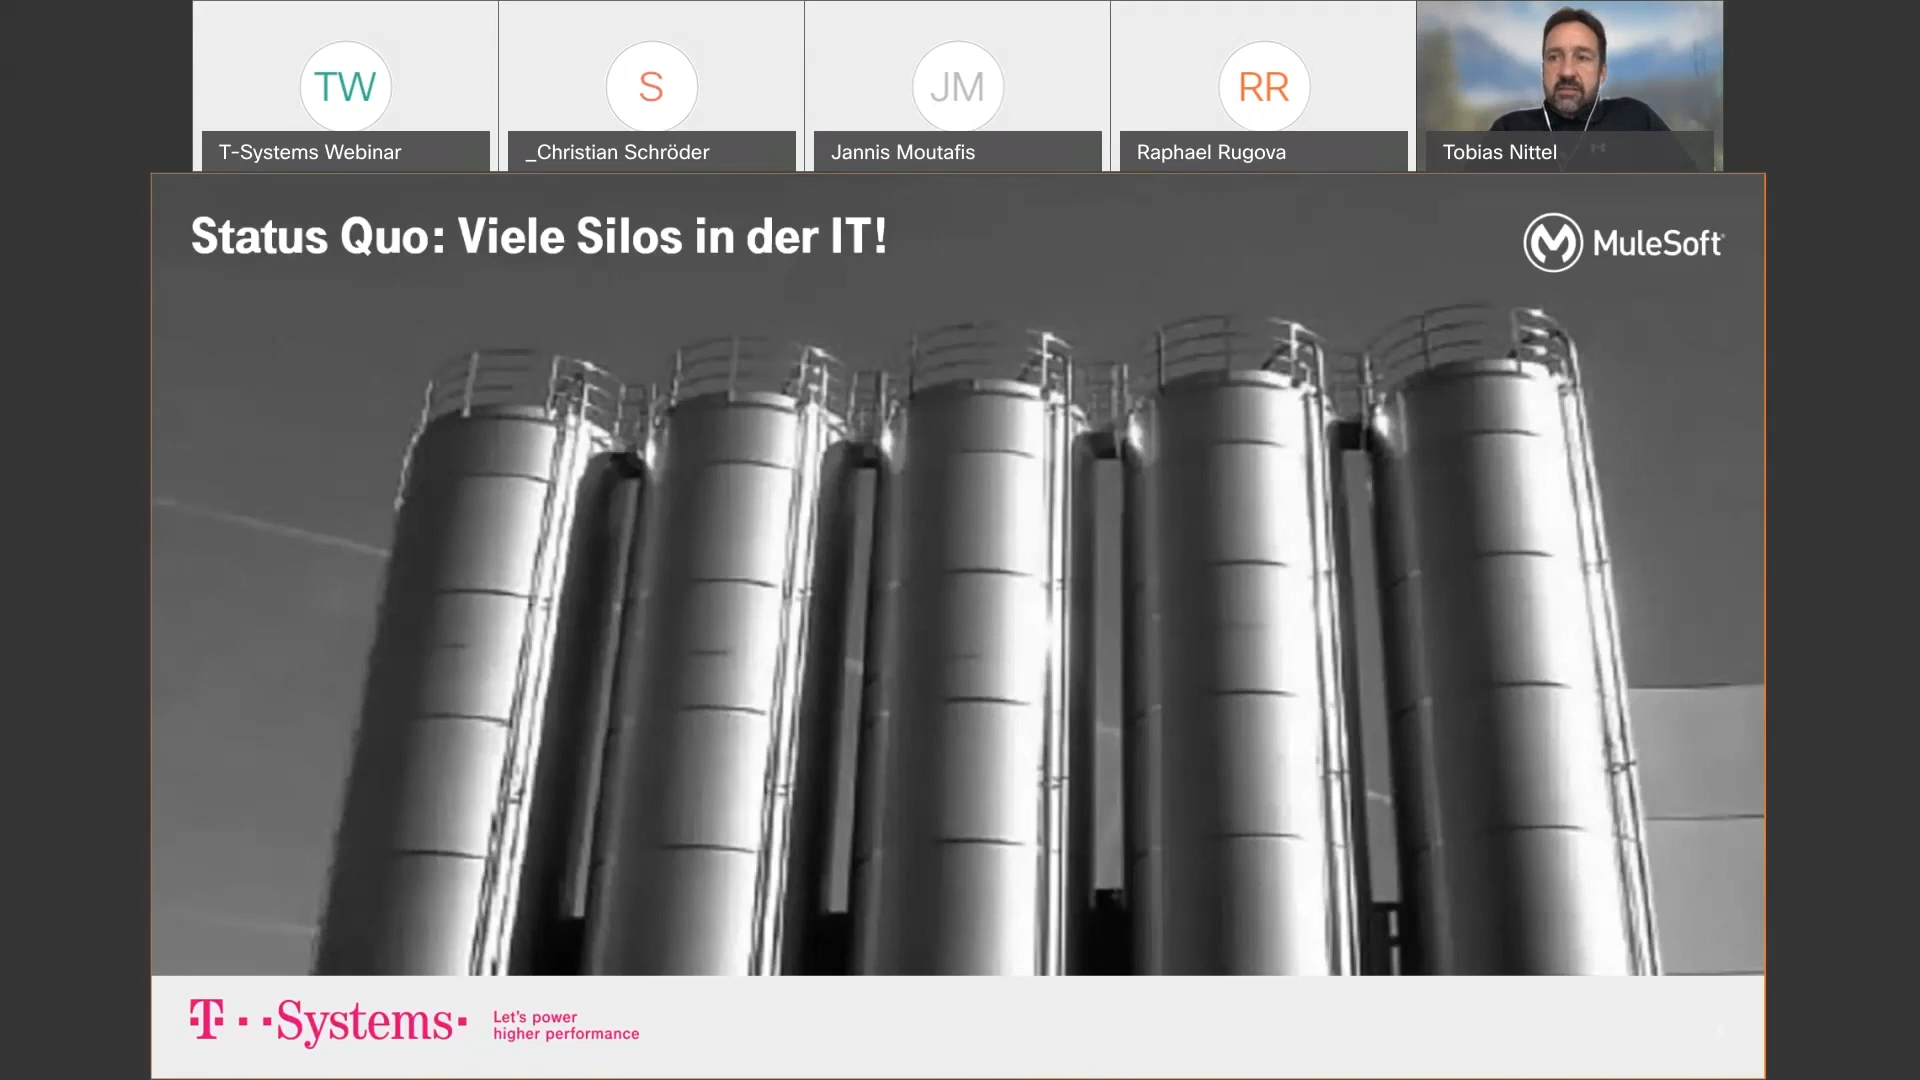 TW
S
JM
RR
T-Systems Webinar
_Christian Schröder
Jannis Moutafis
Raphael Rugova
Tobias Nittel
Status Quo: Viele Silos in der IT!
MuleSoft
T··Systems·
Let's power
higher performance